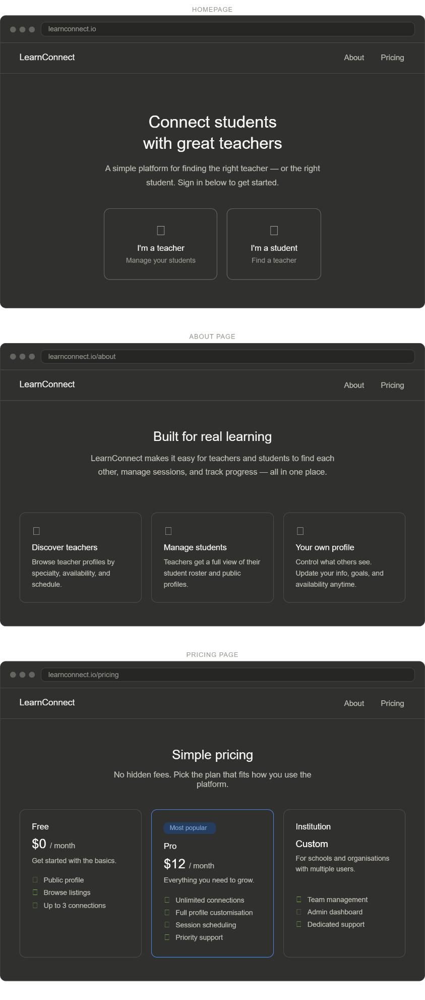 HOMEPAGE
learnconnect.io
LearnConnect
About
Pricing
Connect students
with great teachers
A simple platform for finding the right teacher — or the right
student. Sign in below to get started.
I'm a teacher
Manage your students
I'm a student
Find a teacher
ABOUT PAGE
learnconnect.io/about
LearnConnect
About
Pricing
Built for real learning
LearnConnect makes it easy for teachers and students to find each
other, manage sessions, and track progress — all in one place.
Discover teachers
Browse teacher profiles by
specialty, availability, and
schedule.
Manage students
Teachers get a full view of their
student roster and public
profiles.
Your own profile
Control what others see.
Update your info, goals, and
availability anytime.
PRICING PAGE
learnconnect.io/pricing
LearnConnect
About
Pricing
Simple pricing
No hidden fees. Pick the plan that fits how you use the
platform.
Free
$0 / month
Get started with the basics.
Public profile
Browse listings
Up to 3 connections
Most popular
Pro
$12 / month
Everything you need to grow.
Unlimited connections
Full profile customisation
Session scheduling
Priority support
Institution
Custom
For schools and organisations
with multiple users.
Team management
Admin dashboard
Dedicated support